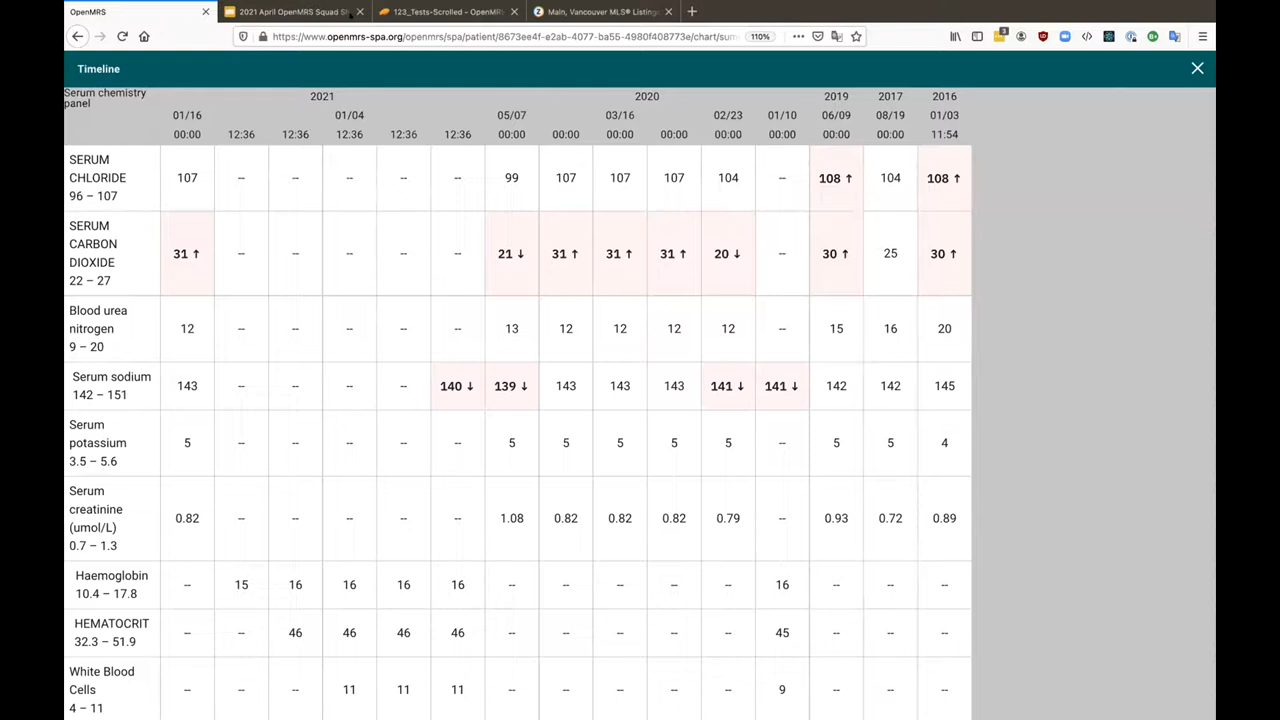 OpenMRS
2021 April OpenMRS Squad Sh
123_Tests-Scrolled – OpenMR
Main, Vancouver MLS® Listing
https://www.openmrs-spa.org/openmrs/spa/patient/8673ee4f-e2ab-4077-ba55-4980f408773e/chart/sum
110%
3
Timeline
Serum chemistry panel 2021 2020 2019 2017 2016
01/16 01/04 05/07 03/16 02/23 01/10 06/09 08/19 01/03
00:00 12:36 12:36 12:36 12:36 12:36 00:00 00:00 00:00 00:00 00:00 00:00 00:00 00:00 11:54
SERUM
CHLORIDE
96 – 107
107 -- -- -- -- -- 99 107 107 107 104 -- 108 ↑ 104 108 ↑
SERUM
CARBON
DIOXIDE
22 – 27
31 ↑ -- -- -- -- -- 21 ↓ 31 ↑ 31 ↑ 31 ↑ 20 ↓ -- 30 ↑ 25 30 ↑
Blood urea
nitrogen
9 – 20
12 -- -- -- -- -- 13 12 12 12 12 -- 15 16 20
Serum sodium
142 – 151
143 -- -- -- -- 140 ↓ 139 ↓ 143 143 143 141 ↓ 141 ↓ 142 142 145
Serum
potassium
3.5 – 5.6
5 -- -- -- -- -- 5 5 5 5 5 -- 5 5 4
Serum
creatinine
(umol/L)
0.7 – 1.3
0.82 -- -- -- -- -- 1.08 0.82 0.82 0.82 0.79 -- 0.93 0.72 0.89
Haemoglobin
10.4 – 17.8
-- 15 16 16 16 16 -- -- -- -- -- 16 -- -- --
HEMATOCRIT
32.3 – 51.9
-- -- 46 46 46 46 -- -- -- -- -- 45 -- -- --
White Blood
Cells
4 – 11
-- -- -- 11 11 11 -- -- -- -- -- 9 -- -- --